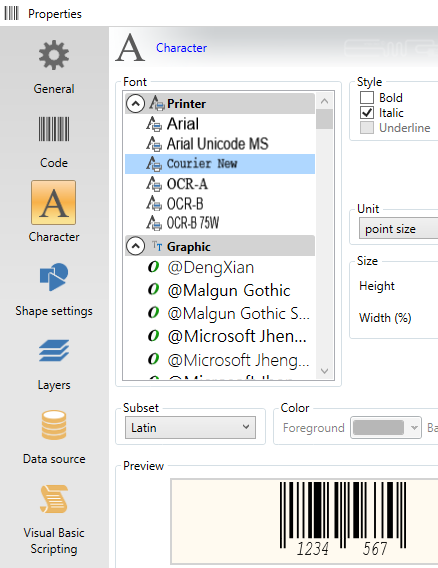 Properties
General
Code
Character
Shape settings
Layers
Data source
Visual Basic
Scripting
A Character
Font
Printer
Arial
Arial Unicode MS
Courier New
OCR-A
OCR-B
OCR-B 75W
Graphic
@DengXian
@Malgun Gothic
@Malgun Gothic S...
@Microsoft Jheng...
@Microsoft Jheng...
Style
Bold
Italic
Underline
Unit
point size
Size
Height
Width (%)
Subset
Latin
Color
Foreground
Ba
Preview
1234 567